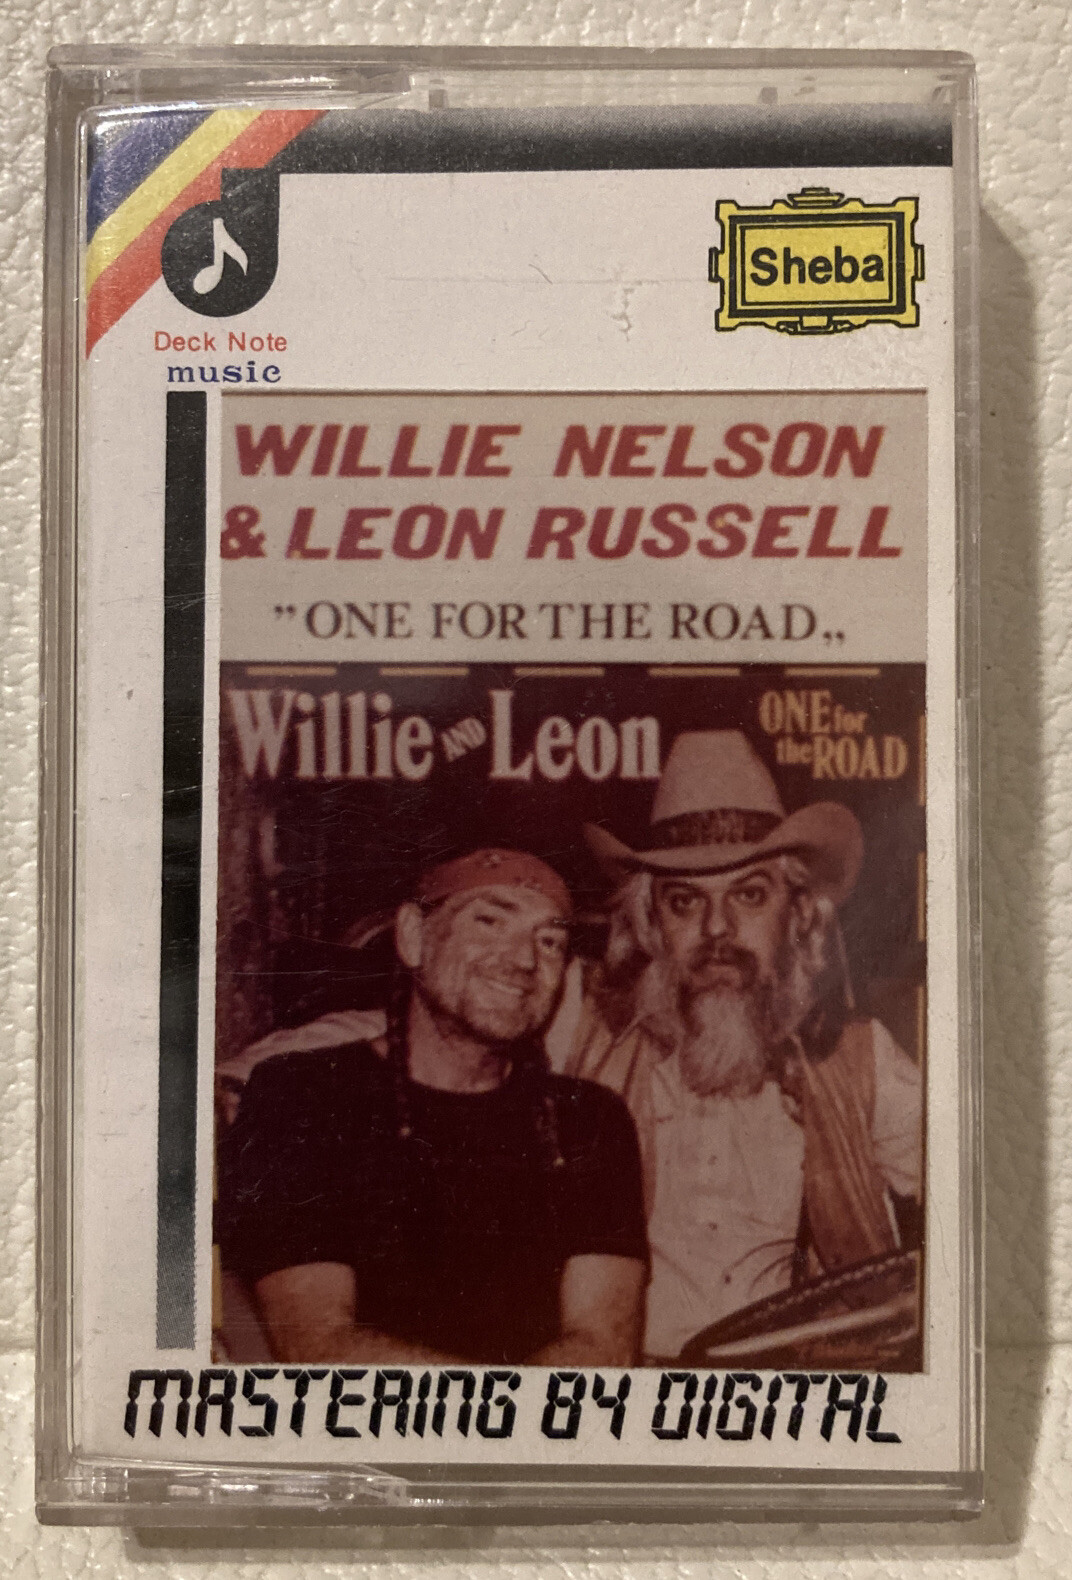 Deck Note
music
Sheba
WILLIE NELSON
& LEON RUSSELL
”ONE FOR THE ROAD„
Willie AND Leon
ONE for
the ROAD
MASTERING BY DIGITAL